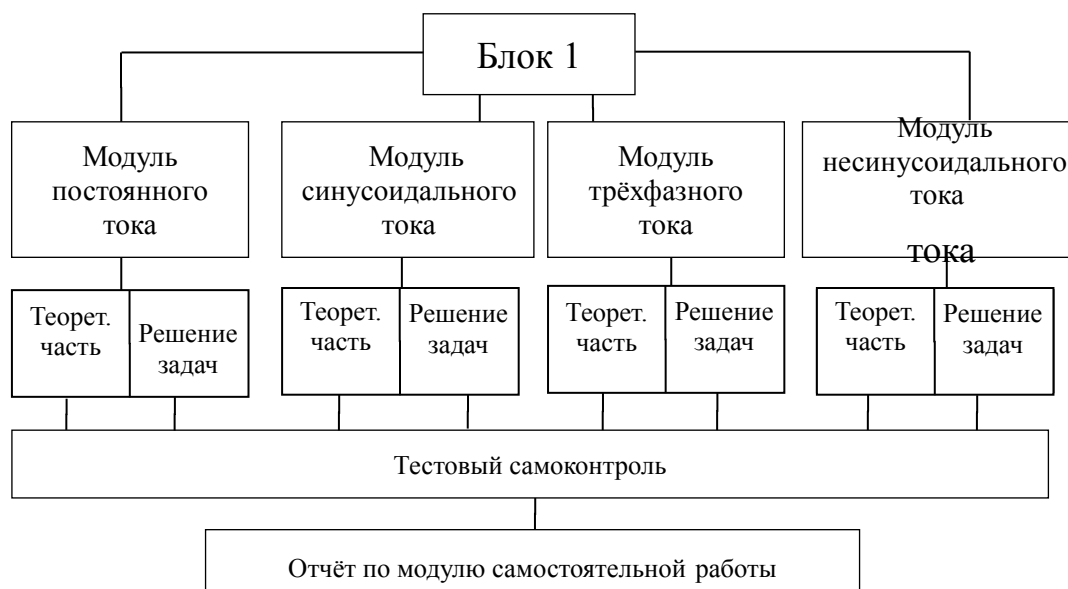 Блок 1
Модуль
постоянного
тока
Модуль
синусоидального
тока
Модуль
трёхфазного
тока
Модуль
несинусоидального
тока
тока
Теорет.
часть
Решение
задач
Теорет.
часть
Решение
задач
Теорет.
часть
Решение
задач
Теорет.
часть
Решение
задач
Тестовый самоконтроль
Отчёт по модулю самостоятельной работы